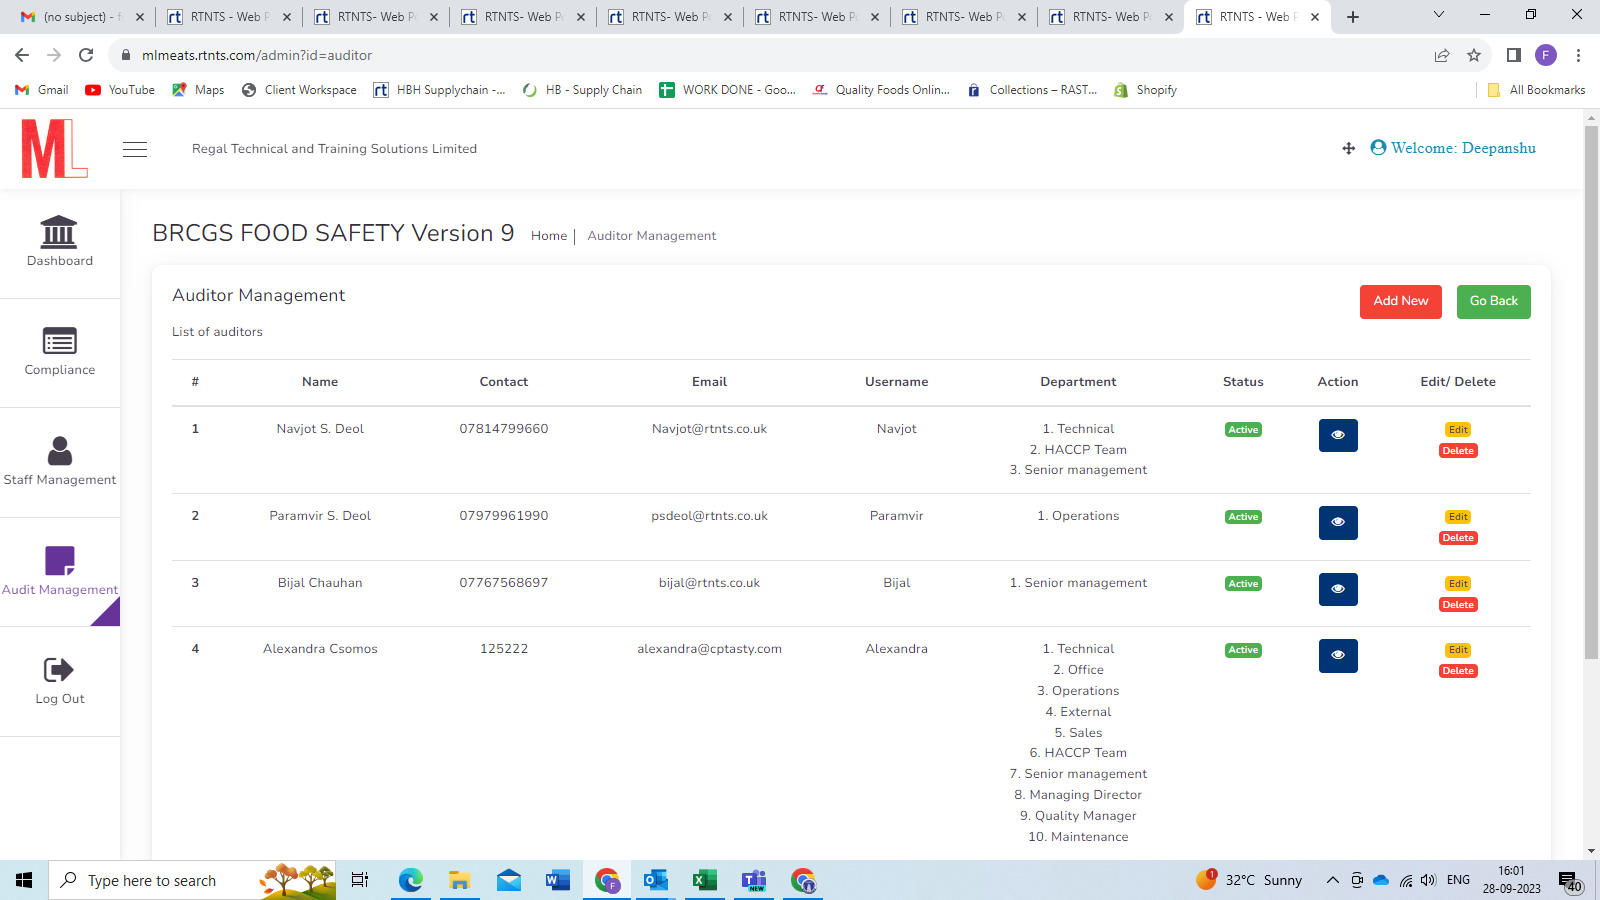 (no subject) - f
RTNTS - Web P
RTNTS- Web Po
RTNTS- Web Po
RTNTS- Web Po
RTNTS- Web Po
RTNTS- Web Po
RTNTS- Web Po
RTNTS - Web P
mlmeats.rtnts.com/admin?id=auditor
F
Gmail
YouTube
Maps
Client Workspace
HBH Supplychain -...
HB - Supply Chain
WORK DONE - Goo...
Quality Foods Onlin...
Collections – RAST...
Shopify
All Bookmarks
ML
Regal Technical and Training Solutions Limited
Welcome: Deepanshu
Dashboard
Compliance
Staff Management
Audit Management
Log Out
BRCGS FOOD SAFETY Version 9
Home | Auditor Management
Auditor Management
Add New
Go Back
List of auditors
# Name Contact Email Username Department Status Action Edit/ Delete
1 Navjot S. Deol 07814799660 Navjot@rtnts.co.uk Navjot 1. Technical Active Edit
2. HACCP Team Delete
3. Senior management
2 Paramvir S. Deol 07979961990 psdeol@rtnts.co.uk Paramvir 1. Operations Active Edit
Delete
3 Bijal Chauhan 07767568697 bijal@rtnts.co.uk Bijal 1. Senior management Active Edit
Delete
4 Alexandra Csomos 125222 alexandra@cptasty.com Alexandra 1. Technical Active Edit
2. Office Delete
3. Operations
4. External
5. Sales
6. HACCP Team
7. Senior management
8. Managing Director
9. Quality Manager
10. Maintenance
Type here to search
32°C Sunny
ENG
16:01
28-09-2023
40